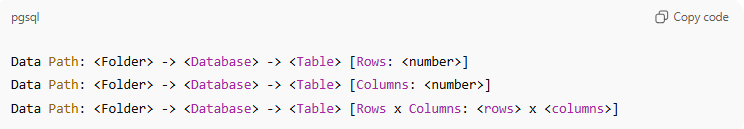 pgsql
Copy code
Data Path: <Folder> -> <Database> -> <Table> [Rows: <number>]
Data Path: <Folder> -> <Database> -> <Table> [Columns: <number>]
Data Path: <Folder> -> <Database> -> <Table> [Rows x Columns: <rows> x <columns>]